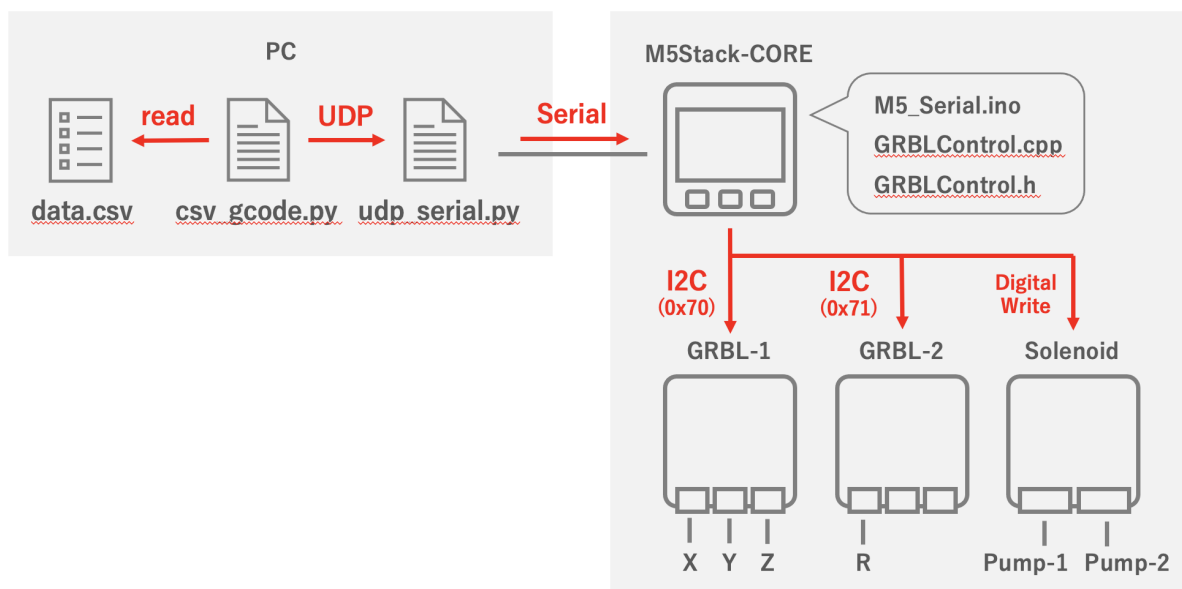 PC
read
UDP
data.csv
csv_gcode.py
udp_serial.py
Serial
M5Stack-CORE
M5_Serial.ino
GRBLControl.cpp
GRBLControl.h
I2C
(0x70)
I2C
(0x71)
Digital
Write
GRBL-1
GRBL-2
Solenoid
X
Y
Z
R
Pump-1
Pump-2